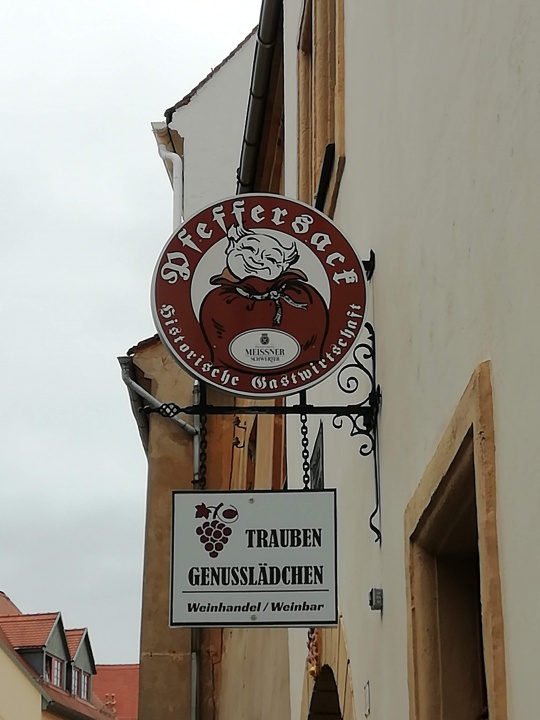 Pfeffersack
MEISSNER
SCHWERTER
Historische Gastwirtschaft
TRAUBEN
GENUSSLÄDCHEN
Weinhandel / Weinbar